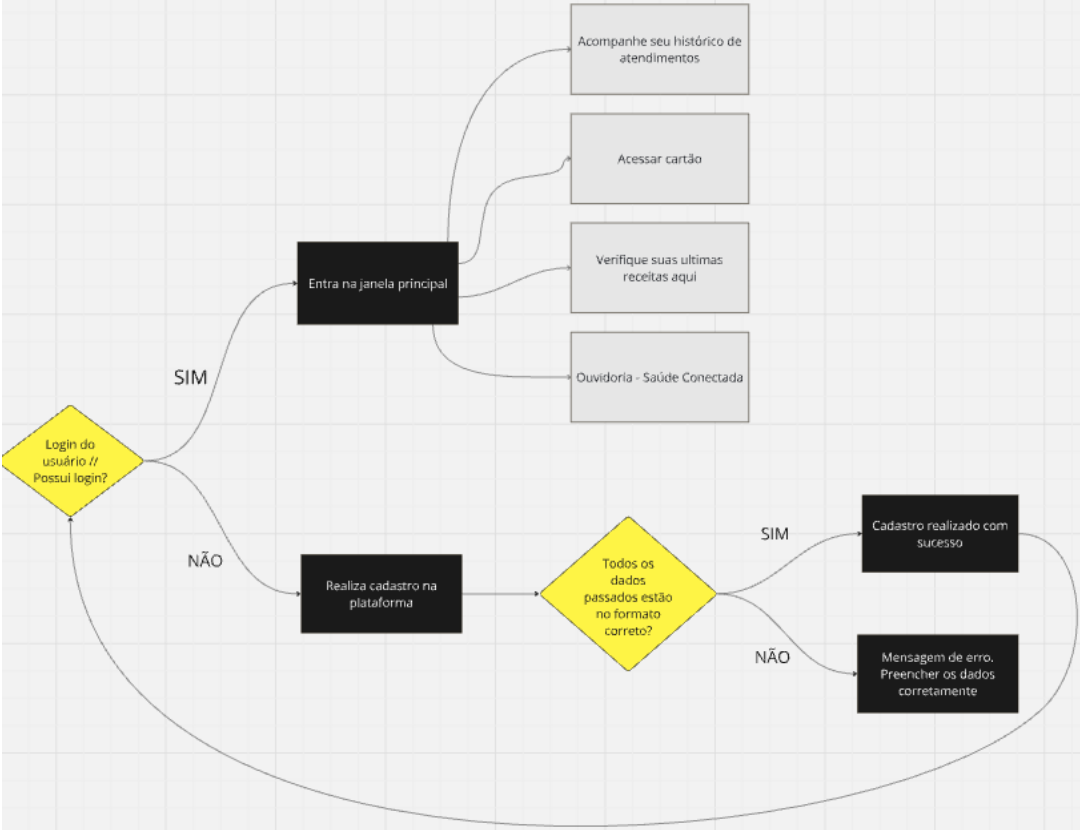 Acompanhe seu histórico de
atendimentos
Acessar cartão
Verifique suas ultimas
receitas aqui
Ouvidoria - Saúde Conectada
Entra na janela principal
SIM
Login do
usuário //
Possui login?
NÃO
Realiza cadastro na
plataforma
Todos os
dados
passados estão
no formato
correto?
SIM
Cadastro realizado com
sucesso
NÃO
Mensagem de erro.
Preencher os dados
corretamente